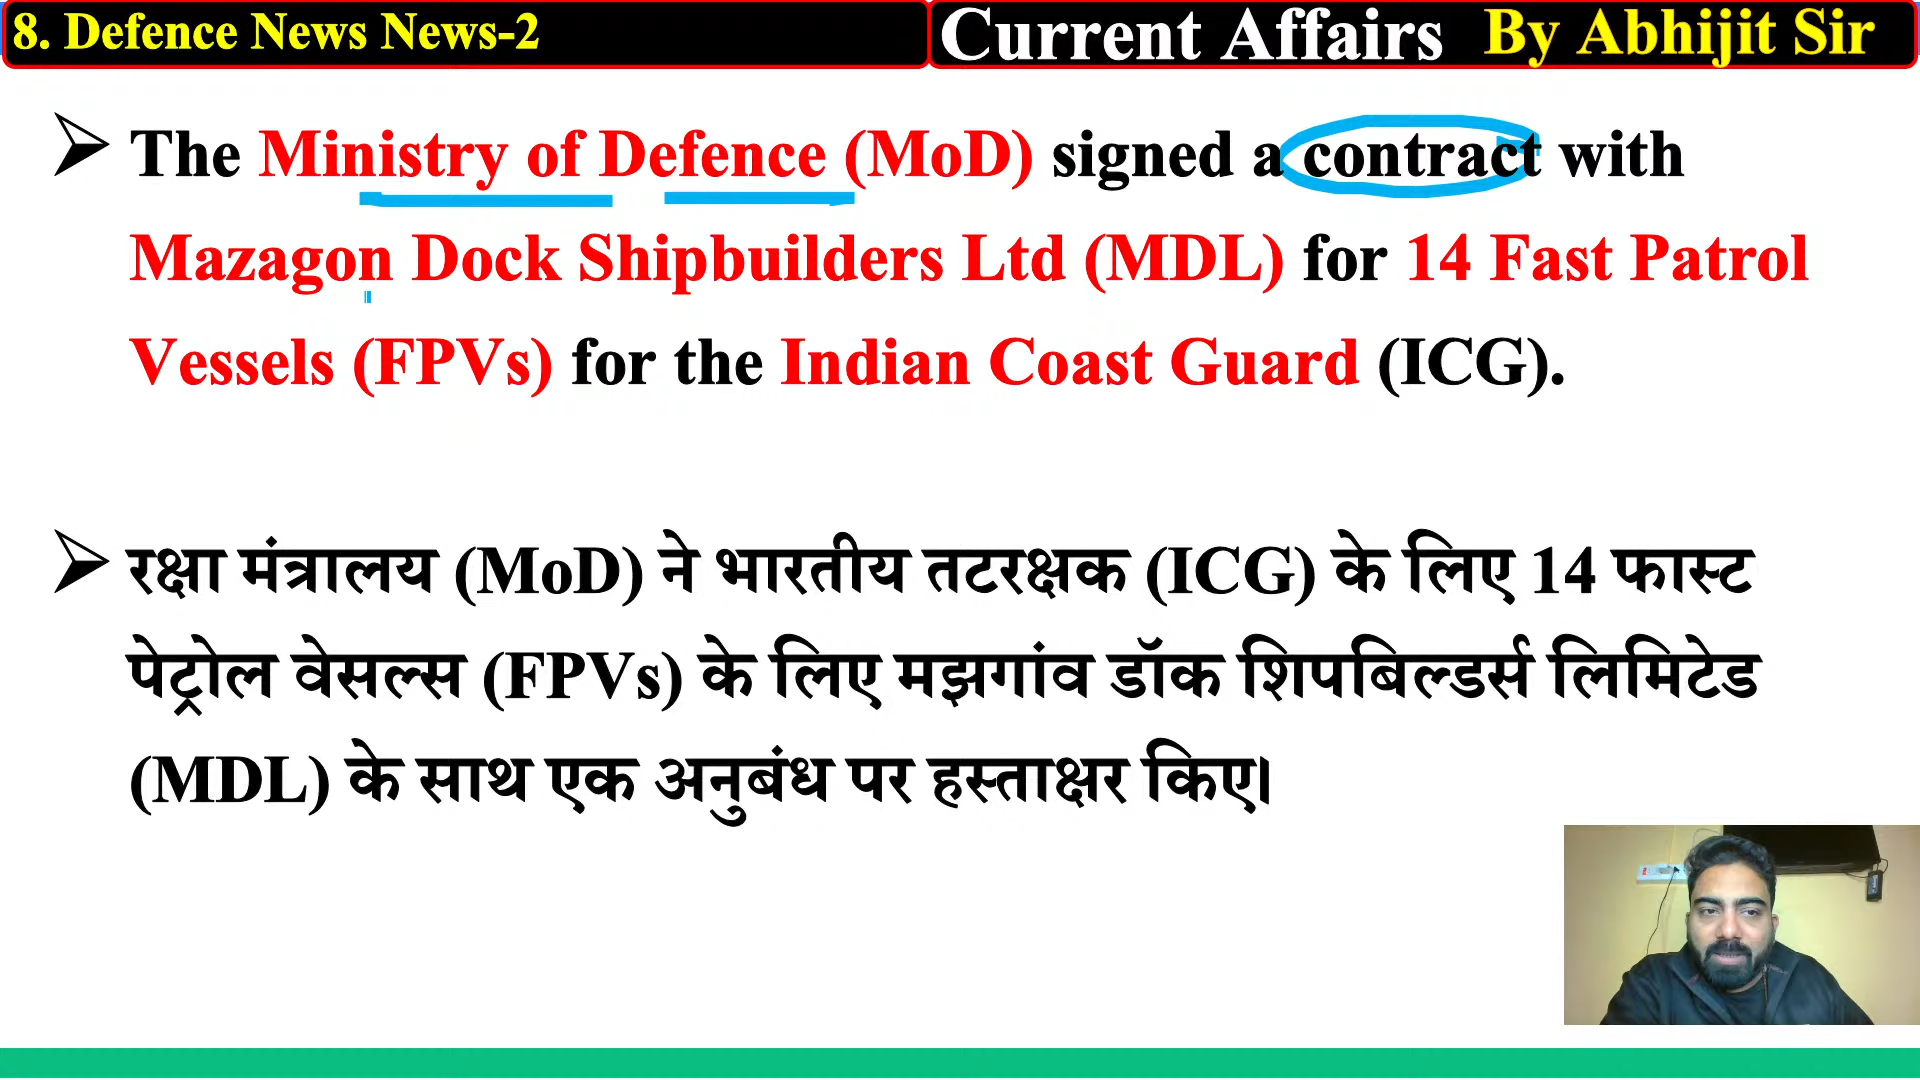 8. Defence News News-2
Current Affairs By Abhijit Sir
The Ministry of Defence (MoD) signed a contract with
Mazagon Dock Shipbuilders Ltd (MDL) for 14 Fast Patrol
Vessels (FPVs) for the Indian Coast Guard (ICG).
रक्षा मंत्रालय (MoD) ने भारतीय तटरक्षक (ICG) के लिए 14 फास्ट
पेट्रोल वेसल्स (FPVs) के लिए मझगांव डॉक शिपबिल्डर्स लिमिटेड
(MDL) के साथ एक अनुबंध पर हस्ताक्षर किए।